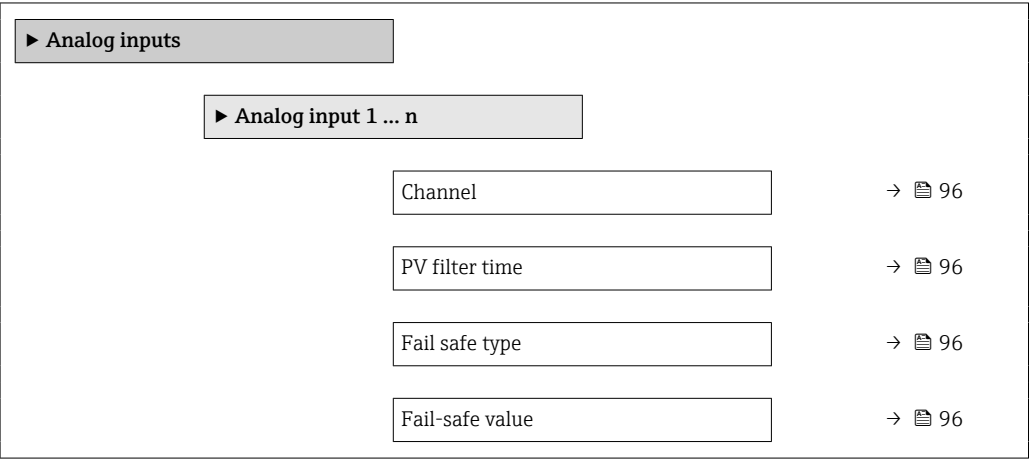 ▶ Analog inputs
▶ Analog input 1 ... n
Channel → 96
PV filter time → 96
Fail safe type → 96
Fail-safe value → 96